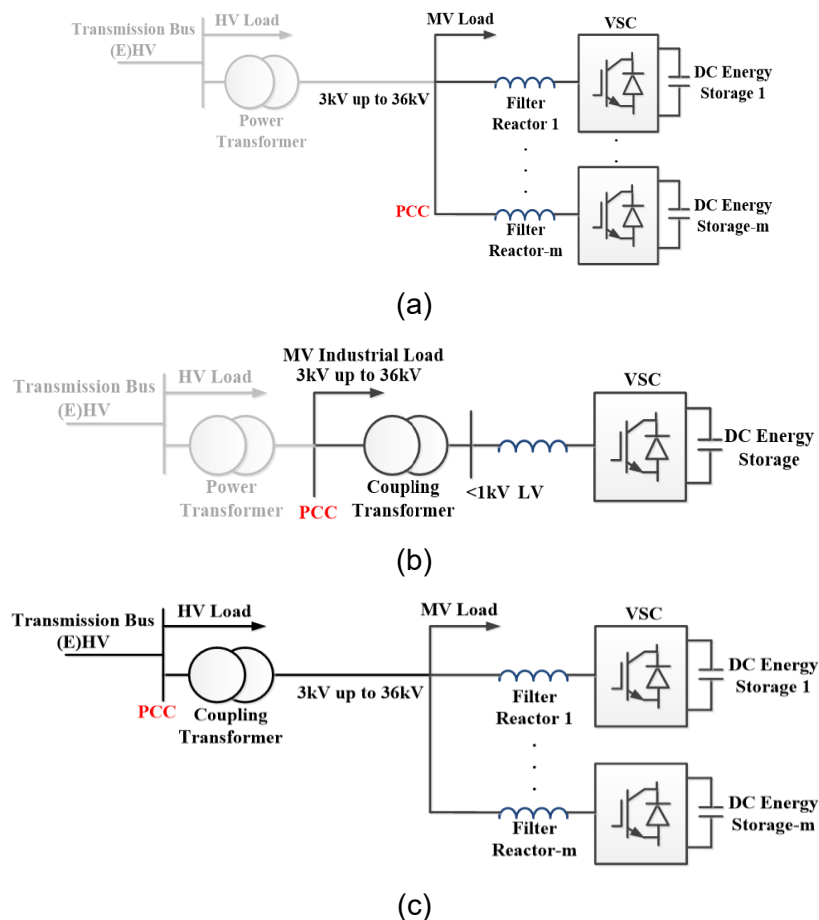 HV Load
Transmission Bus
(E)HV
Power
Transformer
3kV up to 36kV
MV Load
PCC
Filter
Reactor 1
Filter
Reactor-m
VSC
DC Energy
Storage 1
DC Energy
Storage-m
(a)
MV Industrial Load
3kV up to 36kV
HV Load
Transmission Bus
(E)HV
Power
Transformer
PCC
Coupling
Transformer
<1kV LV
VSC
DC Energy
Storage
(b)
HV Load
Transmission Bus
(E)HV
PCC
Coupling
Transformer
3kV up to 36kV
MV Load
Filter
Reactor 1
Filter
Reactor-m
VSC
DC Energy
Storage 1
DC Energy
Storage-m
(c)